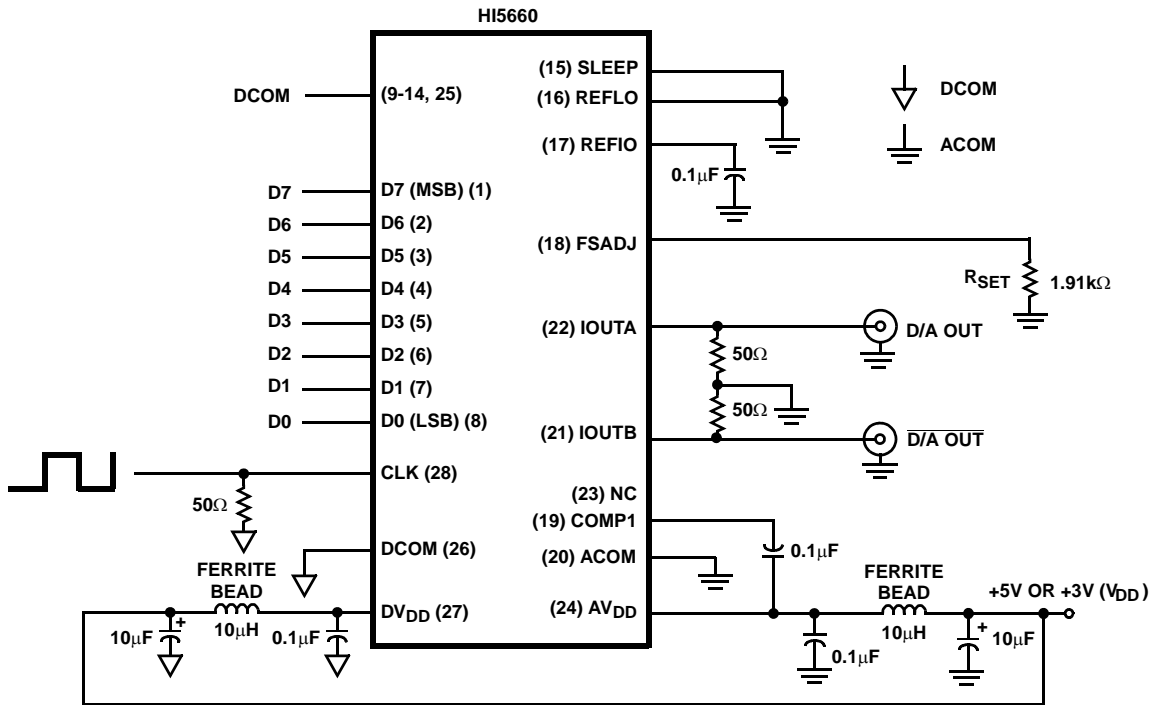 HI5660
DCOM
(9-14, 25)
D7
D7 (MSB) (1)
D6
D6 (2)
D5
D5 (3)
D4
D4 (4)
D3
D3 (5)
D2
D2 (6)
D1
D1 (7)
D0
D0 (LSB) (8)
CLK (28)
50Ω
DCOM (26)
FERRITE
BEAD
10μH
DVDD (27)
10μF
+
0.1μF
(15) SLEEP
(16) REFLO
(17) REFIO
0.1μF
(18) FSADJ
RSET
1.91kΩ
(22) IOUTA
D/A OUT
50Ω
50Ω
(21) IOUTB
D/A OUT
(23) NC
(19) COMP1
0.1μF
(20) ACOM
(24) AVDD
FERRITE
BEAD
10μH
+5V OR +3V (VDD)
0.1μF
+
10μF
DCOM
ACOM